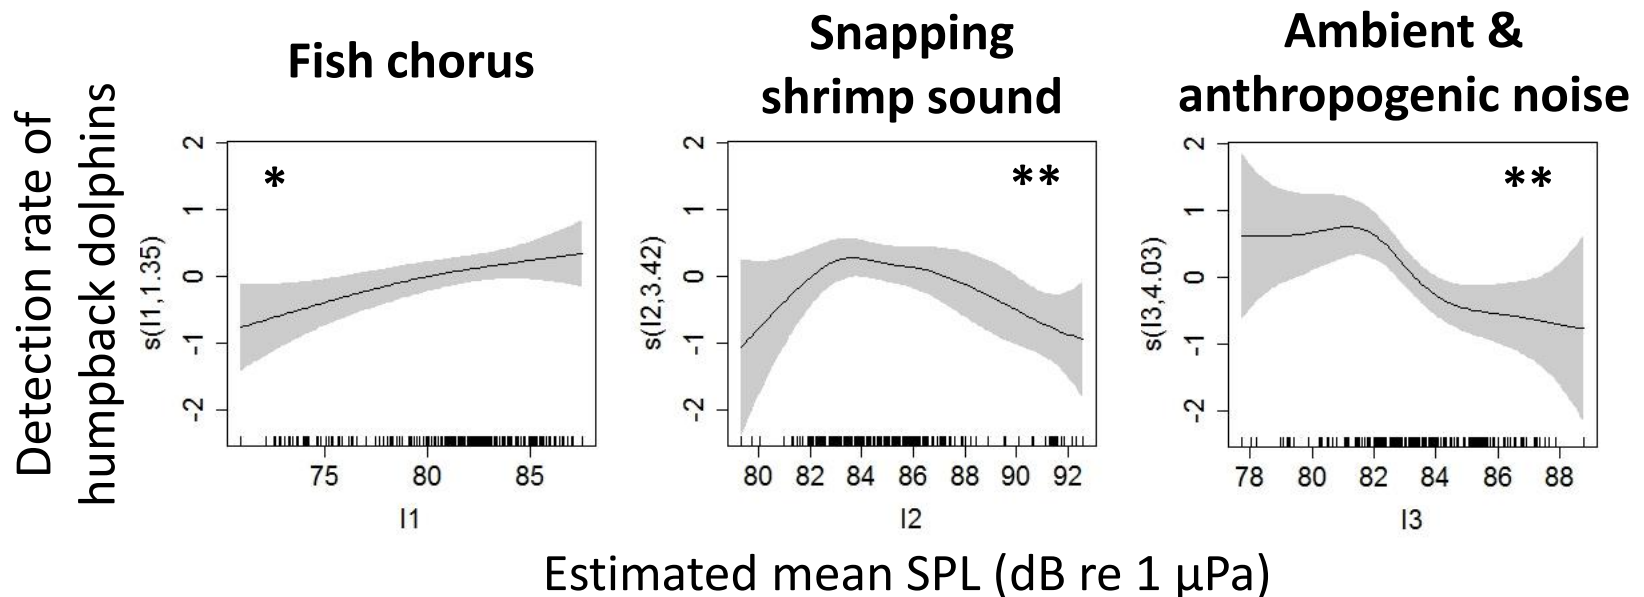 Fish chorus
Snapping
shrimp sound
Ambient &
anthropogenic noise
Detection rate of
humpback dolphins
s(I1,1.35)
2
1
0
-1
-2
*
75 80 85
I1
s(I2,3.42)
2
1
0
-1
-2
**
80 82 84 86 88 90 92
I2
s(I3,4.03)
2
1
0
-1
-2
**
78 80 82 84 86 88
I3
Estimated mean SPL (dB re 1 μPa)